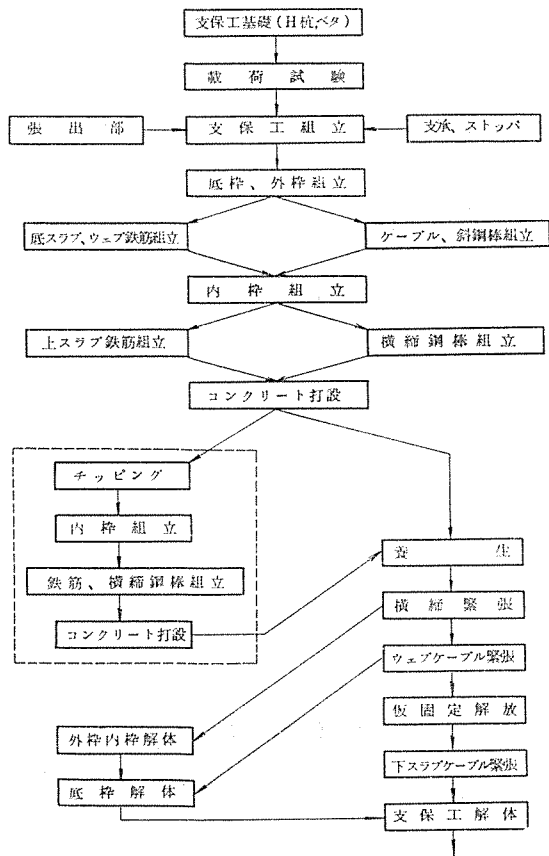 支保工基礎(H杭,ベタ)
載荷試験
張出部
支保工組立
支承、ストッパ
底枠、外枠組立
底スラブ、ウェブ鉄筋組立
ケーブル、斜鋼棒組立
内枠組立
上スラブ鉄筋組立
横締鋼棒組立
コンクリート打設
チッピング
内枠組立
鉄筋、横締鋼棒組立
コンクリート打設
養生
横締緊張
ウェブケーブル緊張
仮固定解放
外枠内枠解体
下スラブケーブル緊張
底枠解体
支保工解体